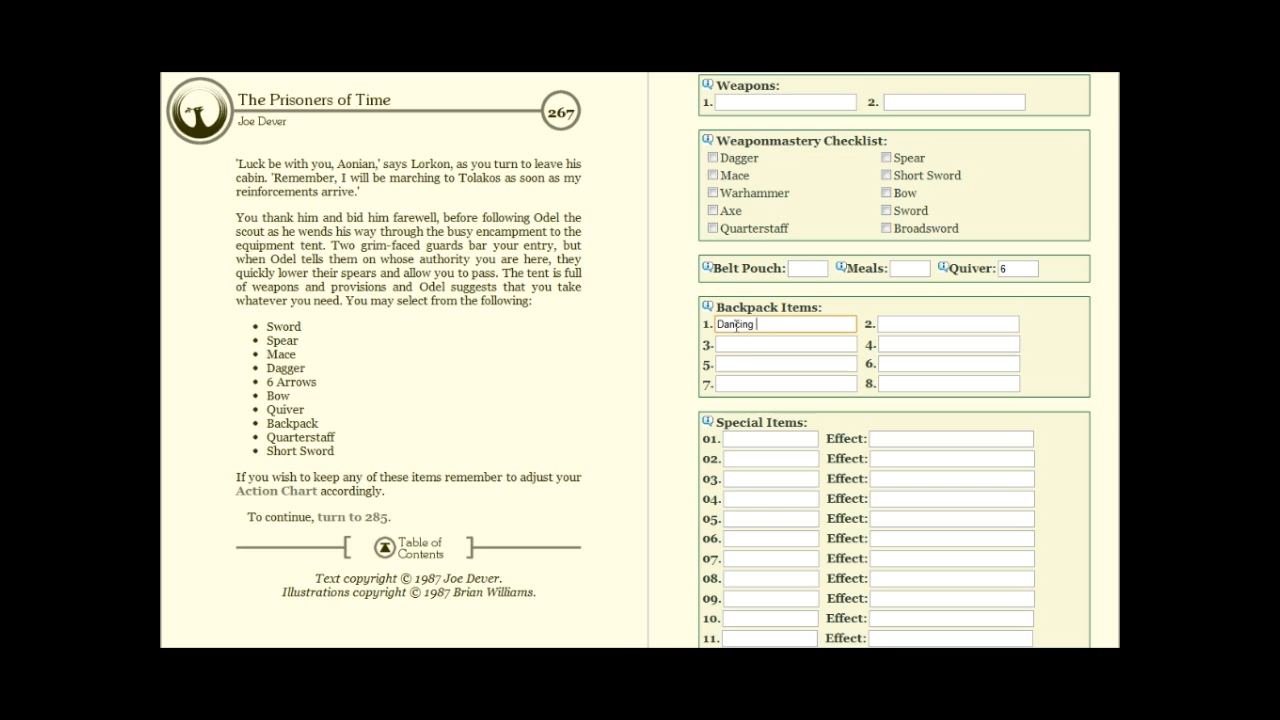 The Prisoners of Time
267
Joe Dever
'Luck be with you, Aonian,' says Lorkon, as you turn to leave his
cabin. 'Remember, I will be marching to Tolakos as soon as my
reinforcements arrive.'
You thank him and bid him farewell, before following Odel the
scout as he wends his way through the busy encampment to the
equipment tent. Two grim-faced guards bar your entry, but
when Odel tells them on whose authority you are here, they
quickly lower their spears and allow you to pass. The tent is full
of weapons and provisions and Odel suggests that you take
whatever you need. You may select from the following:
• Sword
• Spear
• Mace
• Dagger
• 6 Arrows
• Bow
• Quiver
• Backpack
• Quarterstaff
• Short Sword
If you wish to keep any of these items remember to adjust your
Action Chart accordingly.
To continue, turn to 285.
Table of
Contents
Text copyright © 1987 Joe Dever.
Illustrations copyright © 1987 Brian Williams.
Weapons:
1. 2.
Weaponmastery Checklist:
Dagger Spear
Mace Short Sword
Warhammer Bow
Axe Sword
Quarterstaff Broadsword
Belt Pouch: Meals: Quiver: 6
Backpack Items:
1. Dancing 2.
3. 4.
5. 6.
7. 8.
Special Items:
01. Effect:
02. Effect:
03. Effect:
04. Effect:
05. Effect:
06. Effect:
07. Effect:
08. Effect:
09. Effect:
10. Effect:
11. Effect: